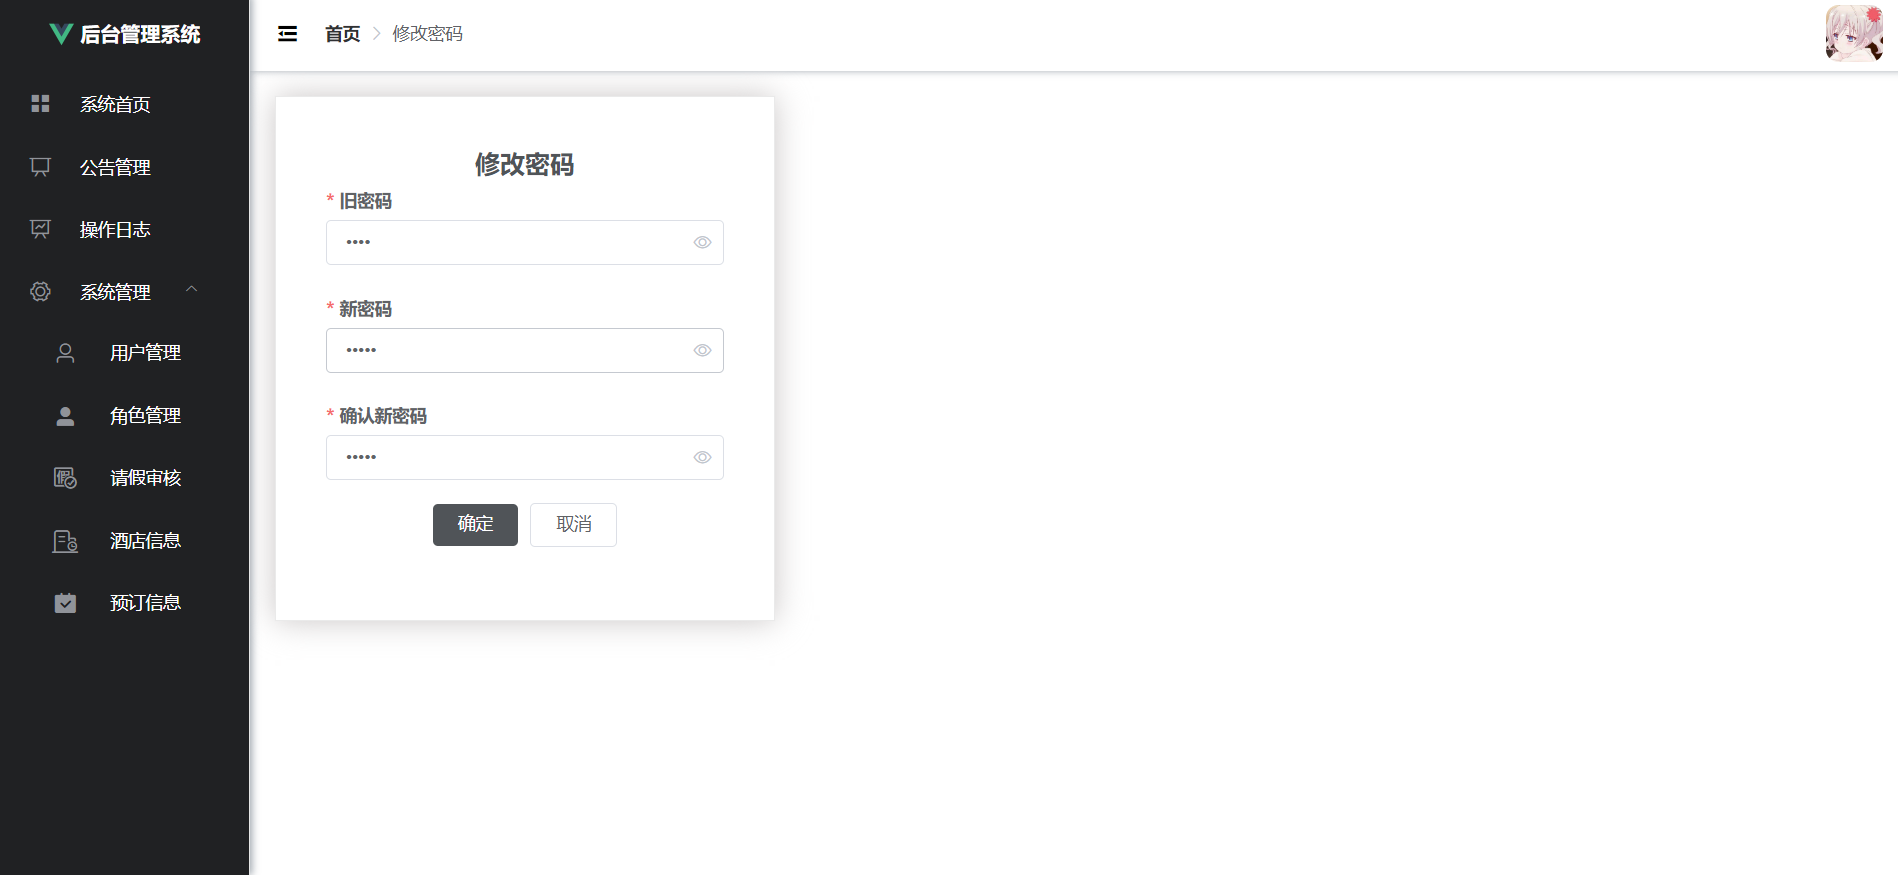 后台管理系统
系统首页
公告管理
操作日志
系统管理
用户管理
角色管理
请假审核
酒店信息
预订信息
首页 > 修改密码
修改密码
* 旧密码
••••
* 新密码
•••••
* 确认新密码
•••••
确定 取消